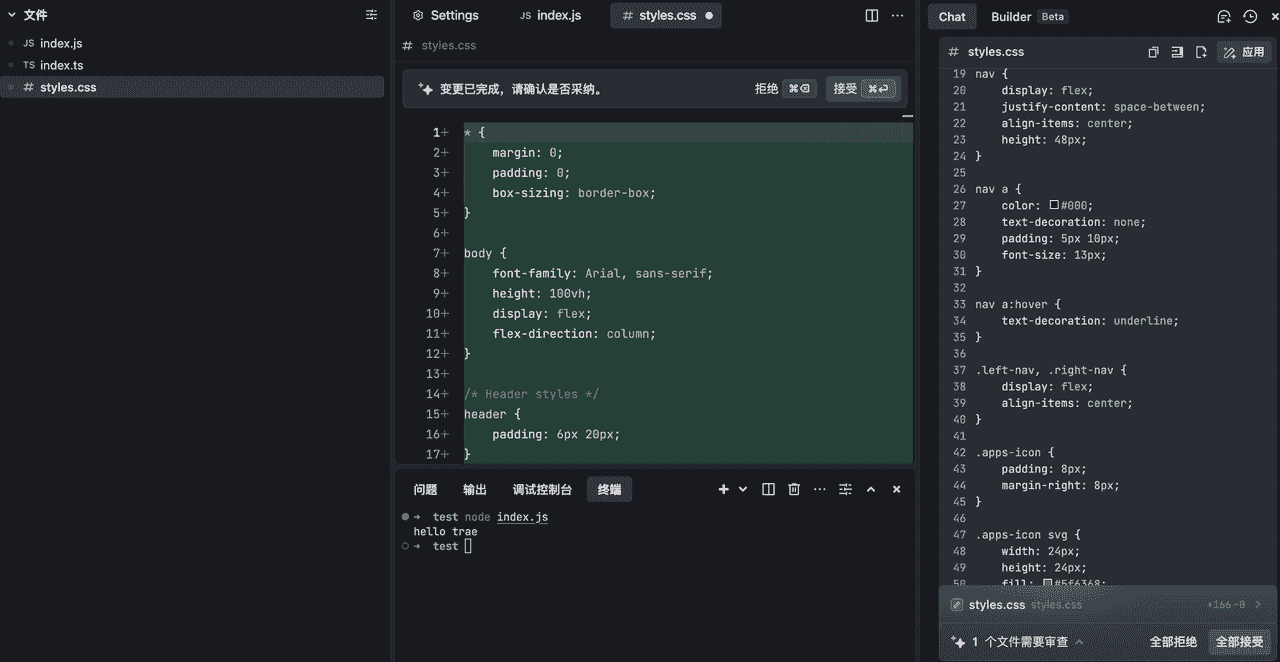 文件
JS index.js
TS index.ts
# styles.css
Settings
JS index.js
# styles.css
# styles.css
变更已完成，请确认是否采纳。
拒绝 ⌘⌫
接受 ⌘⏎
1+ * {
2+ margin: 0;
3+ padding: 0;
4+ box-sizing: border-box;
5+ }
6+
7+ body {
8+ font-family: Arial, sans-serif;
9+ height: 100vh;
10+ display: flex;
11+ flex-direction: column;
12+ }
13+
14+ /* Header styles */
15+ header {
16+ padding: 6px 20px;
17+ }
问题 输出 调试控制台 终端
→ test node index.js
hello trae
→ test
Chat Builder Beta
# styles.css
应用
19 nav {
20 display: flex;
21 justify-content: space-between;
22 align-items: center;
23 height: 48px;
24 }
25
26 nav a {
27 color: #000;
28 text-decoration: none;
29 padding: 5px 10px;
30 font-size: 13px;
31 }
32
33 nav a:hover {
34 text-decoration: underline;
35 }
36
37 .left-nav, .right-nav {
38 display: flex;
39 align-items: center;
40 }
41
42 .apps-icon {
43 padding: 8px;
44 margin-right: 8px;
45 }
46
47 .apps-icon svg {
48 width: 24px;
49 height: 24px;
50 fill: #5f6368;
styles.css styles.css +166 -0
1 个文件需要审查
全部拒绝 全部接受